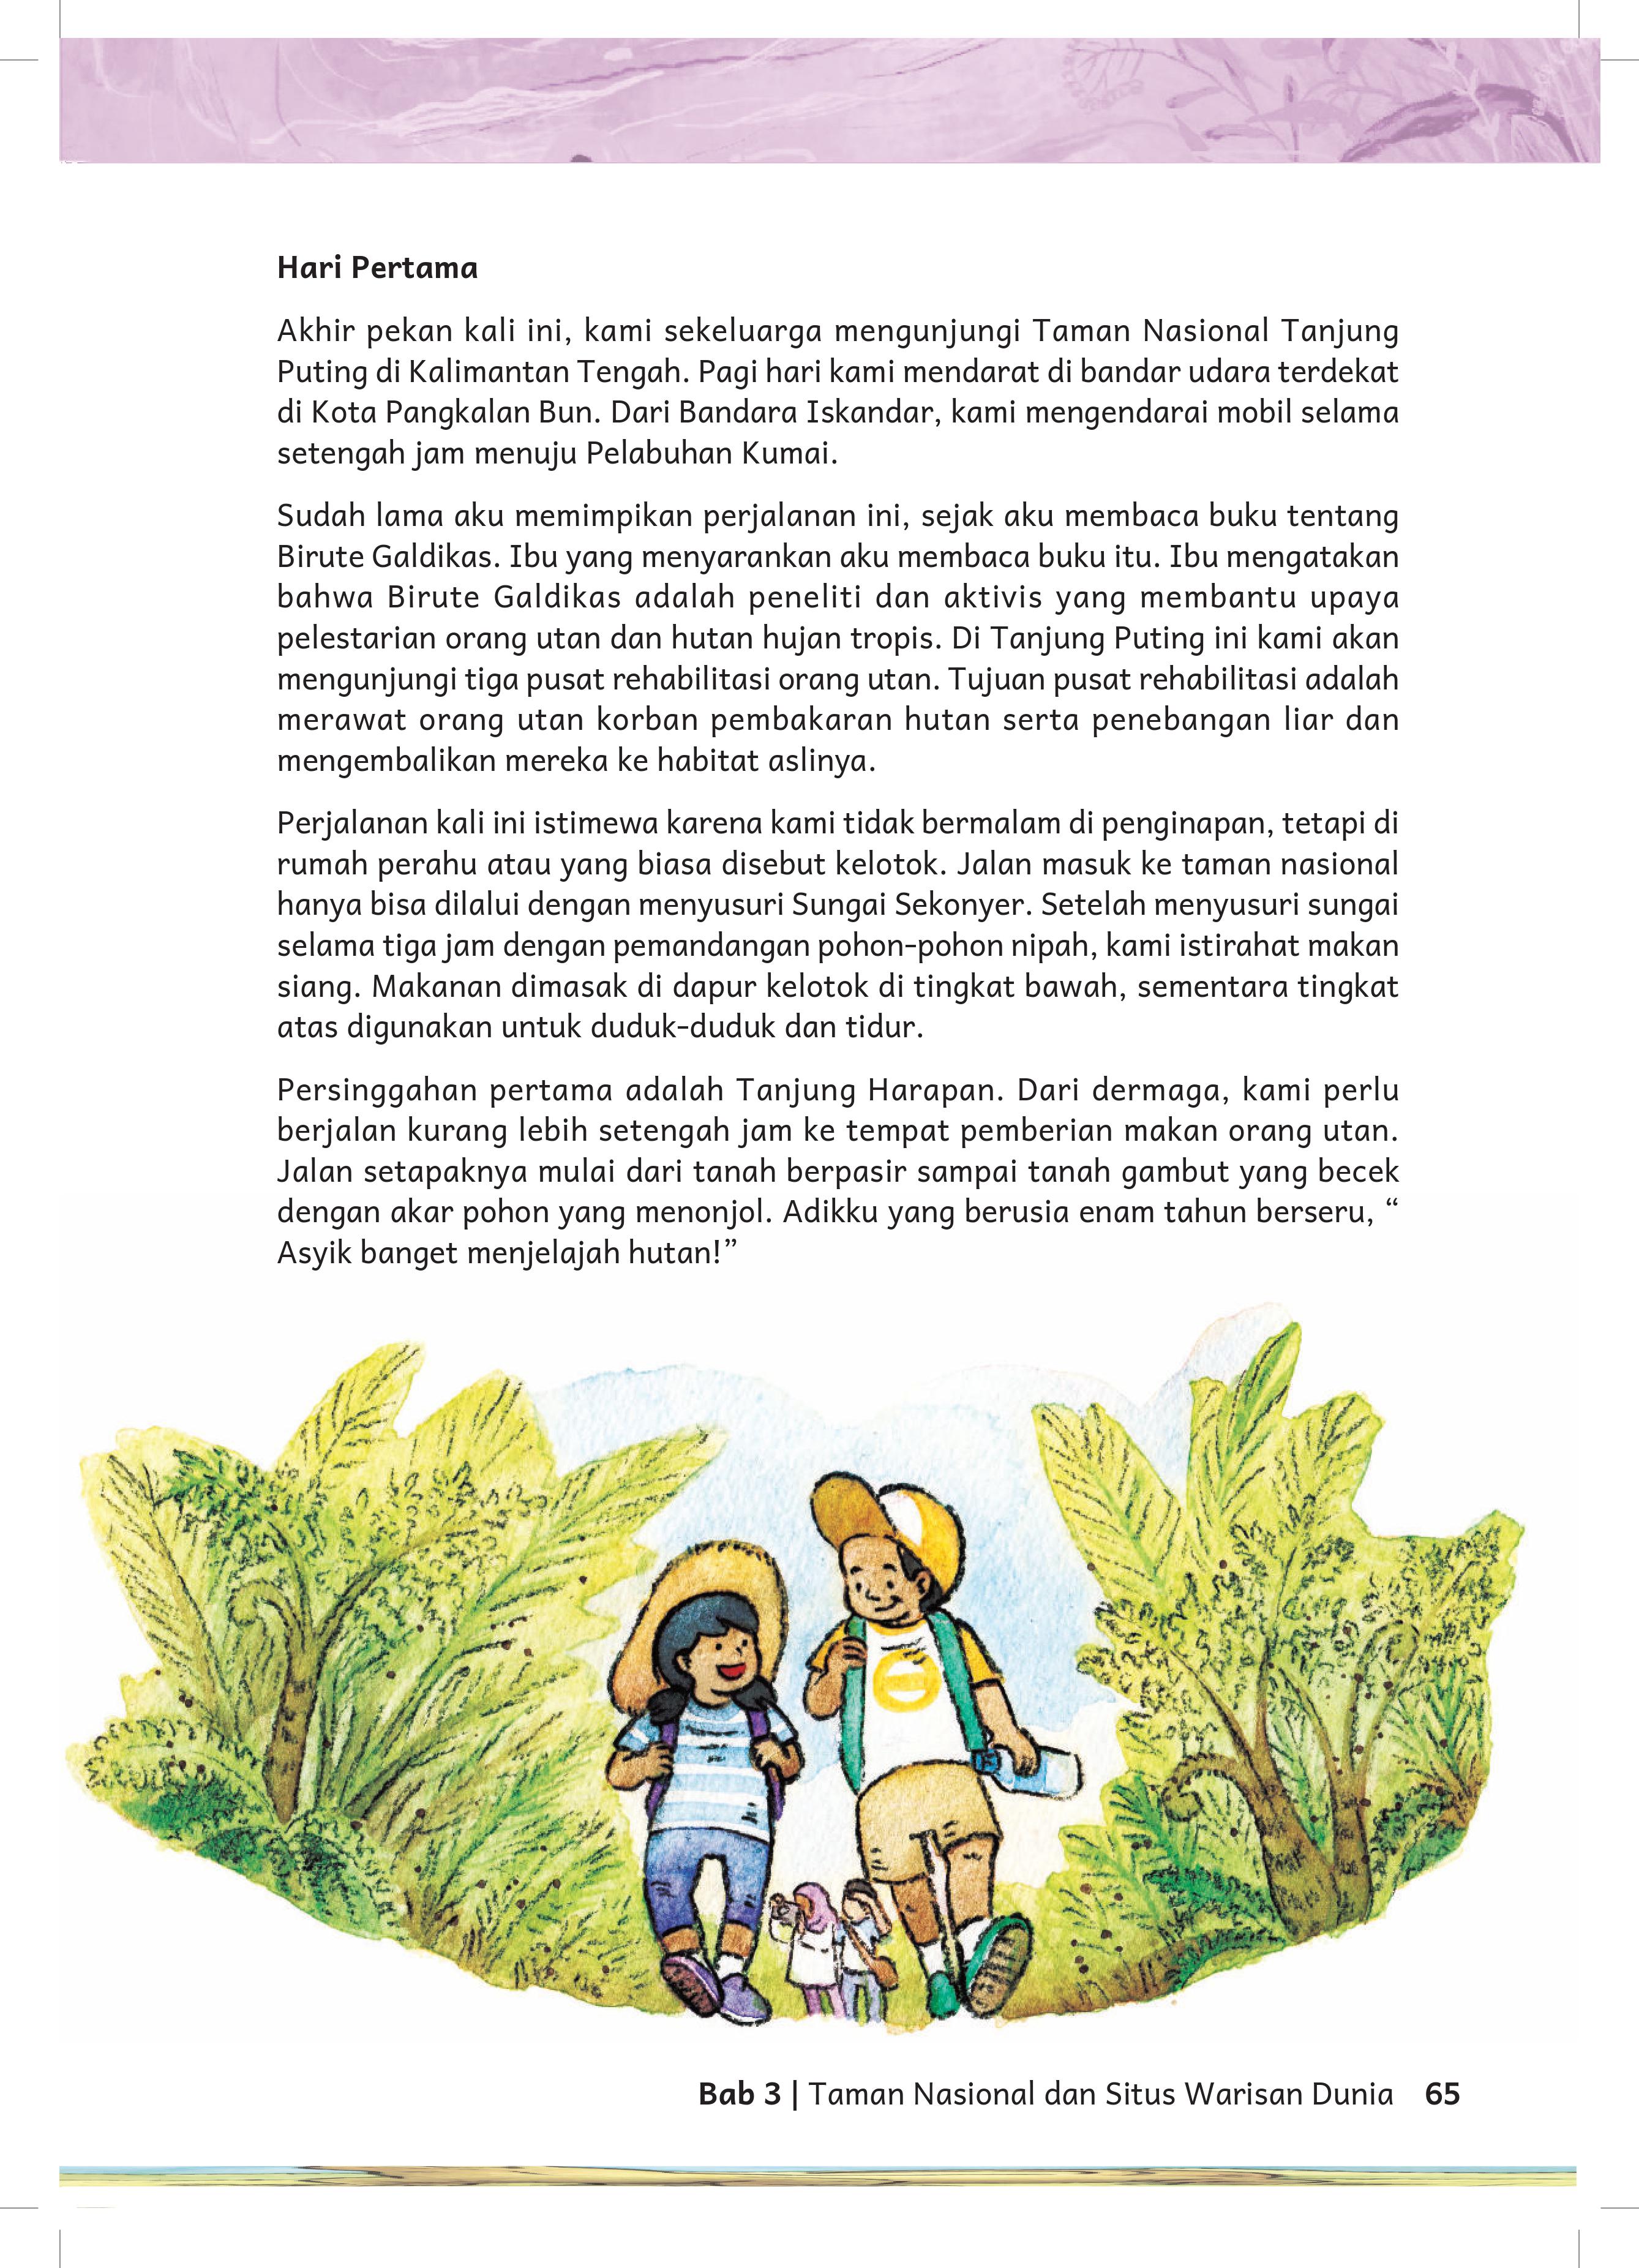 Hari Pertama
Akhir pekan kali ini, kami sekeluarga mengunjungi Taman Nasional Tanjung
Puting di Kalimantan Tengah. Pagi hari kami mendarat di bandar udara terdekat
di Kota Pangkalan Bun. Dari Bandara Iskandar, kami mengendarai mobil selama
setengah jam menuju Pelabuhan Kumai.
Sudah lama aku memimpikan perjalanan ini, sejak aku membaca buku tentang
Birute Galdikas. Ibu yang menyarankan aku membaca buku itu. Ibu mengatakan
bahwa Birute Galdikas adalah peneliti dan aktivis yang membantu upaya
pelestarian orang utan dan hutan hujan tropis. Di Tanjung Puting ini kami akan
mengunjungi tiga pusat rehabilitasi orang utan. Tujuan pusat rehabilitasi adalah
merawat orang utan korban pembakaran hutan serta penebangan liar dan
mengembalikan mereka ke habitat aslinya.
Perjalanan kali ini istimewa karena kami tidak bermalam di penginapan, tetapi di
rumah perahu atau yang biasa disebut kelotok. Jalan masuk ke taman nasional
hanya bisa dilalui dengan menyusuri Sungai Sekonyer. Setelah menyusuri sungai
selama tiga jam dengan pemandangan pohon-pohon nipah, kami istirahat makan
siang. Makanan dimasak di dapur kelotok di tingkat bawah, sementara tingkat
atas digunakan untuk duduk-duduk dan tidur.
Persinggahan pertama adalah Tanjung Harapan. Dari dermaga, kami perlu
berjalan kurang lebih setengah jam ke tempat pemberian makan orang utan.
Jalan setapaknya mulai dari tanah berpasir sampai tanah gambut yang becek
dengan akar pohon yang menonjol. Adikku yang berusia enam tahun berseru, “
Asyik banget menjelajah hutan!”
Bab 3 | Taman Nasional dan Situs Warisan Dunia 65